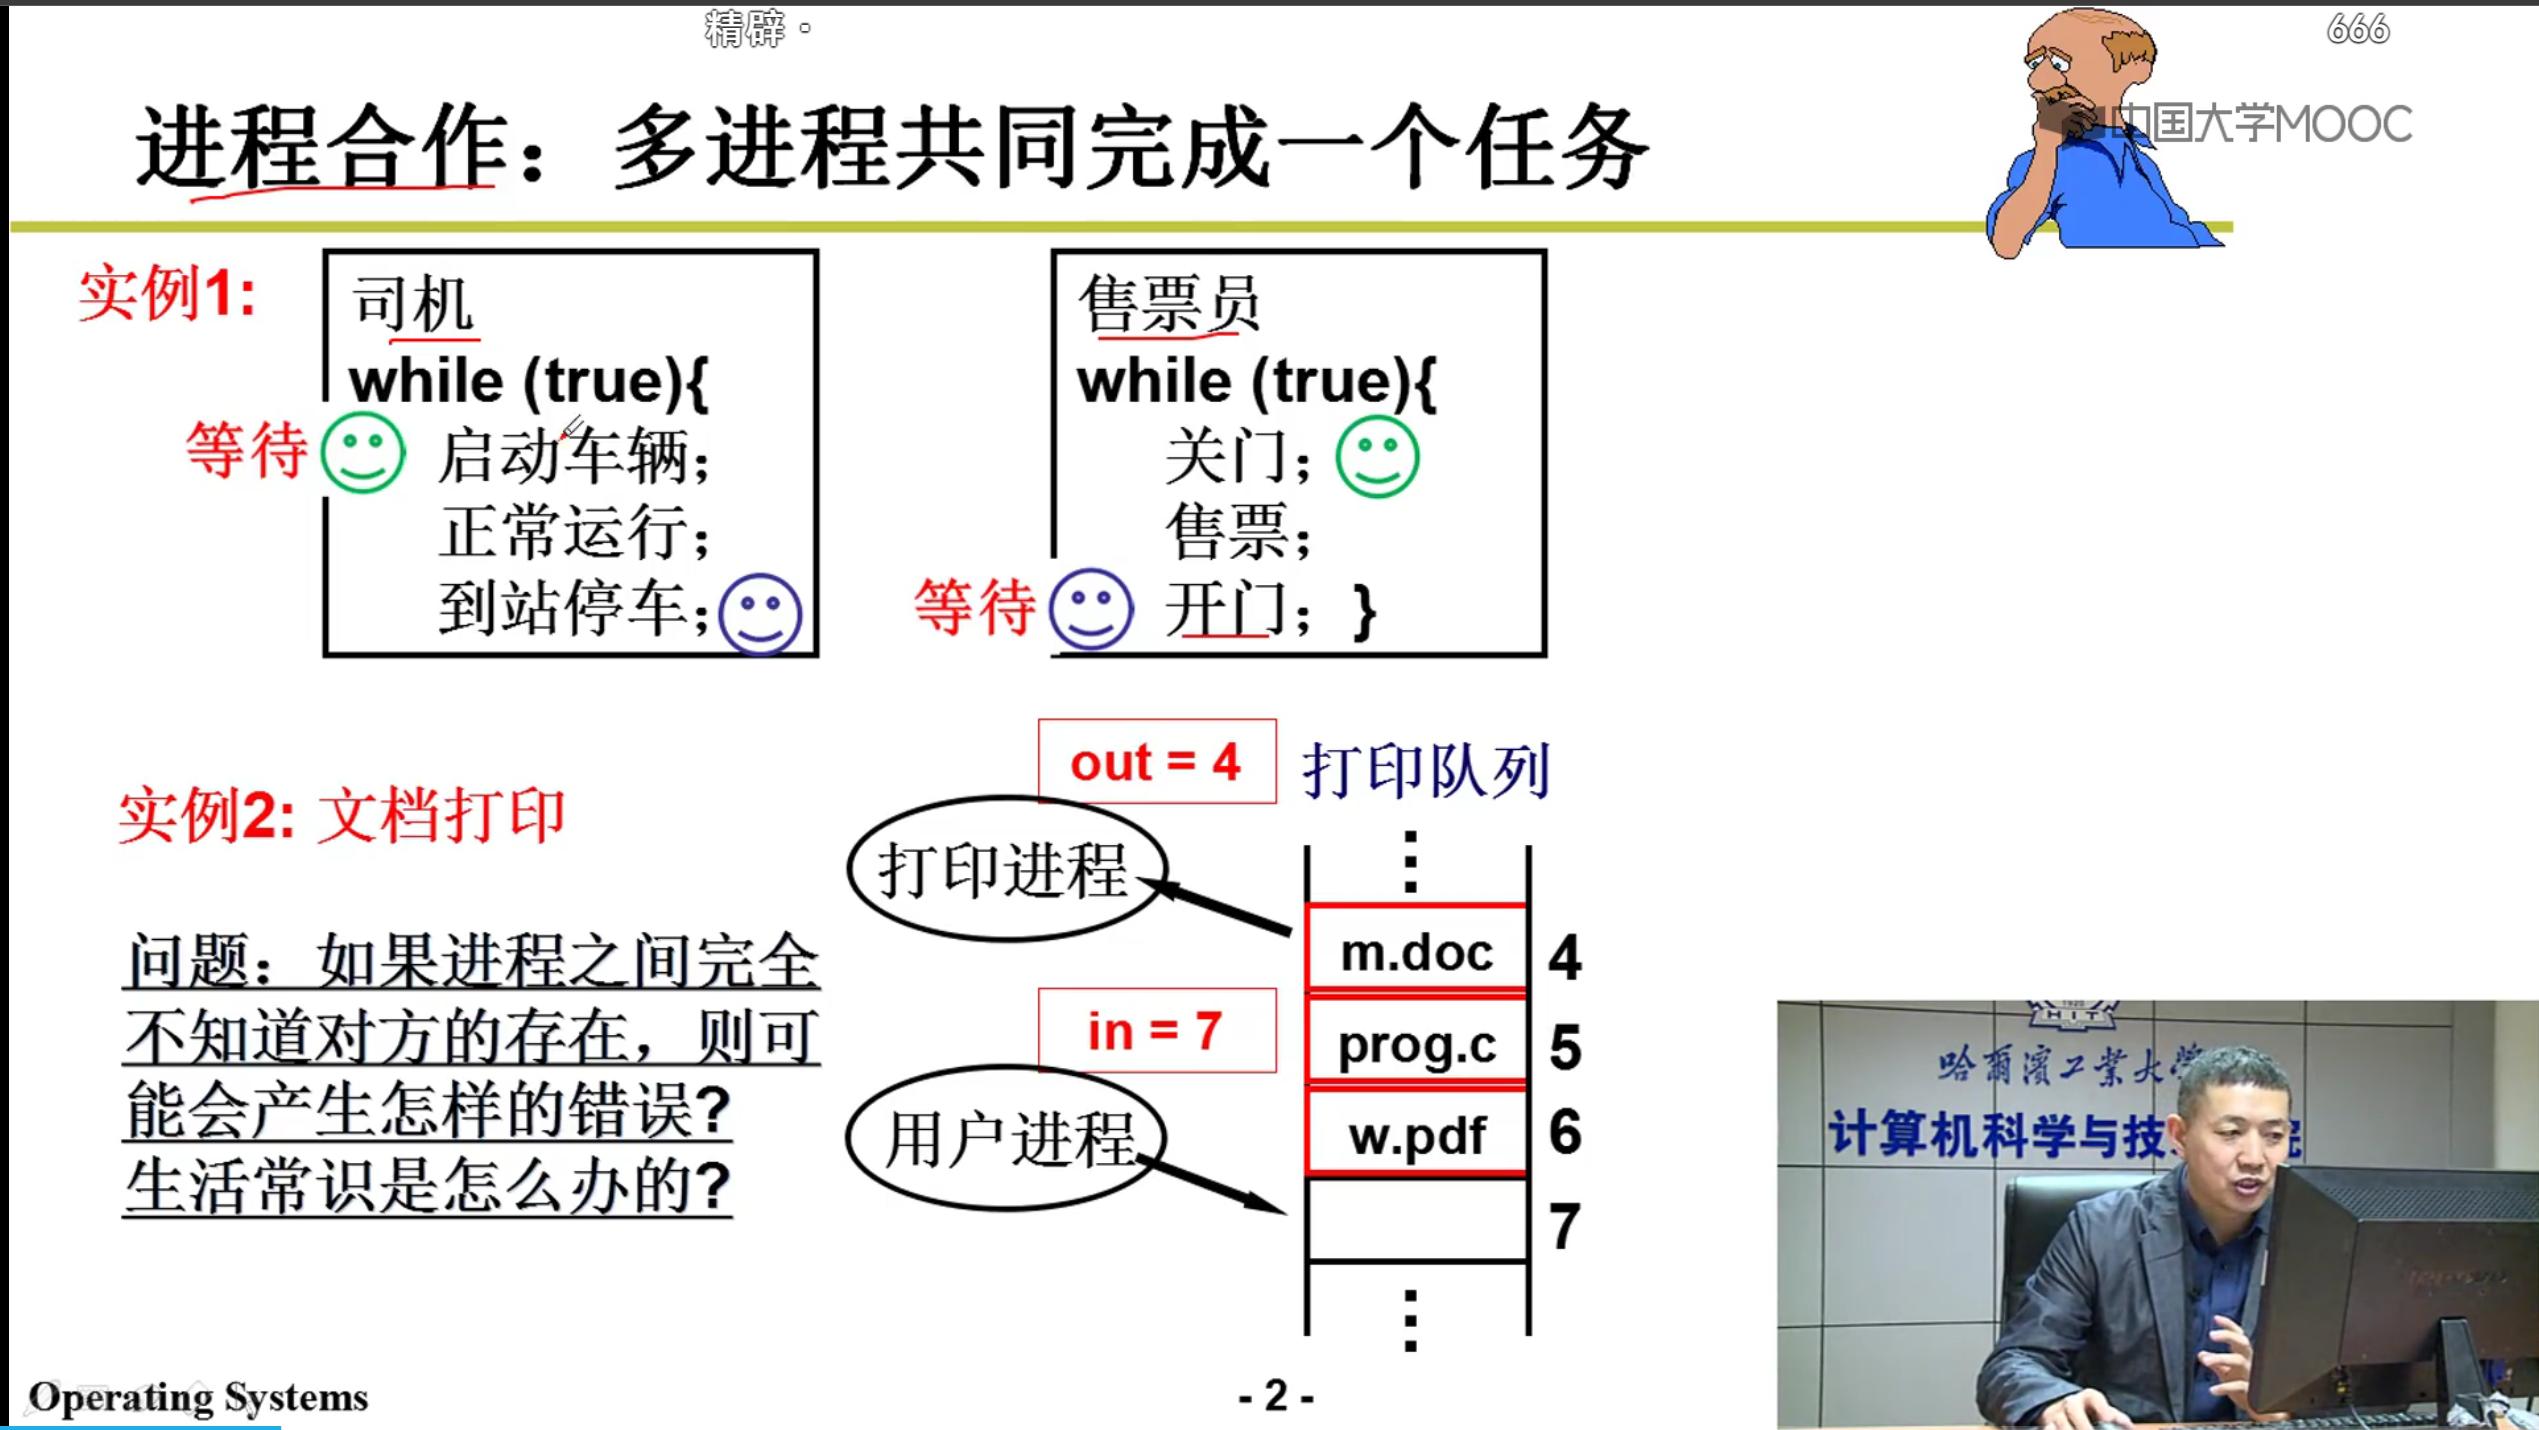 精辟·
666
进程合作：多进程共同完成一个任务
中国大学MOOC
实例1:
司机
while (true){
等待
启动车辆；
正常运行；
到站停车；
售票员
while (true){
关门；
售票；
等待
开门；}
实例2: 文档打印
问题：如果进程之间完全
不知道对方的存在，则可
能会产生怎样的错误?
生活常识是怎么办的?
out = 4
打印队列
打印进程
m.doc 4
in = 7
prog.c 5
用户进程
w.pdf 6
7
HIT
哈爾濱工業大學
计算机科学与技
Operating Systems
- 2 -